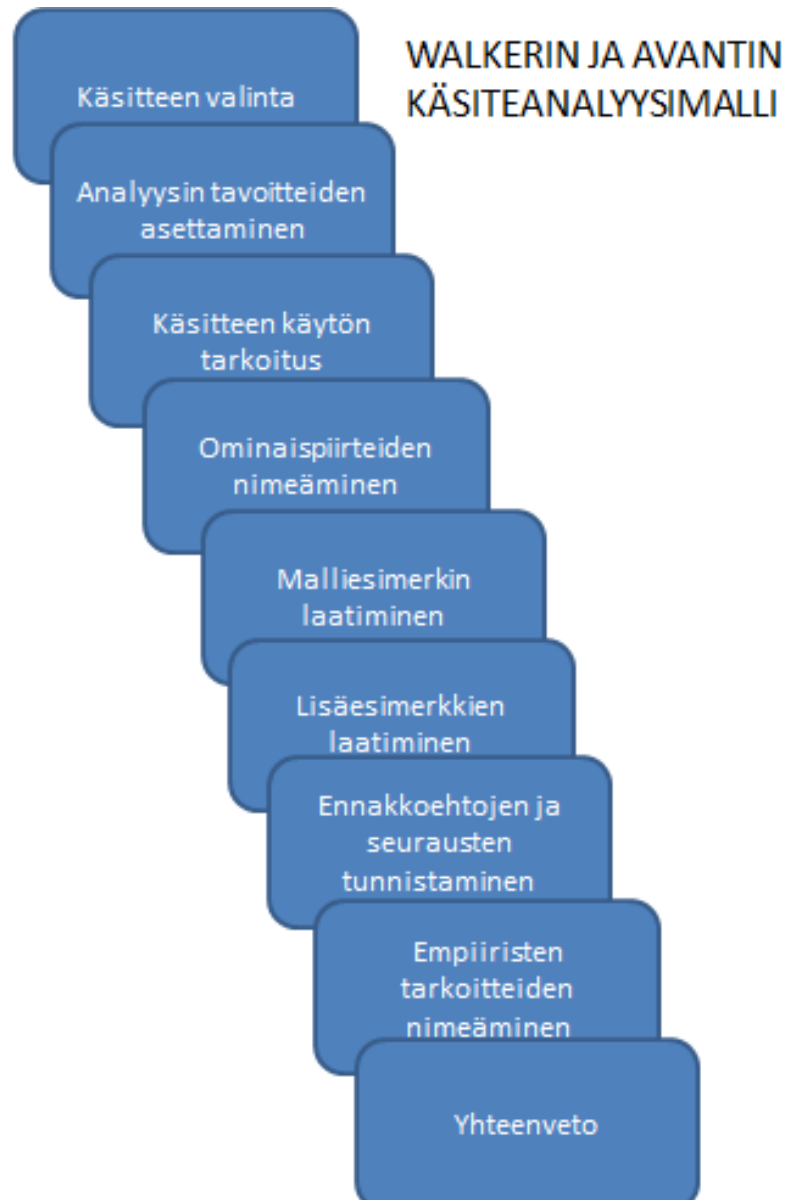 WALKERIN JA AVANTIN
KÄSITEANALYYSIMALLI
Käsitteen valinta
Analyysin tavoitteiden
asettaminen
Käsitteen käytön
tarkoitus
Ominaispiirteiden
nimeäminen
Malliesimerkin
laatiminen
Lisäesimerkkien
laatiminen
Ennakkoehtojen ja
seurausten
tunnistaminen
Empiiristen
tarkoitteiden
nimeäminen
Yhteenveto